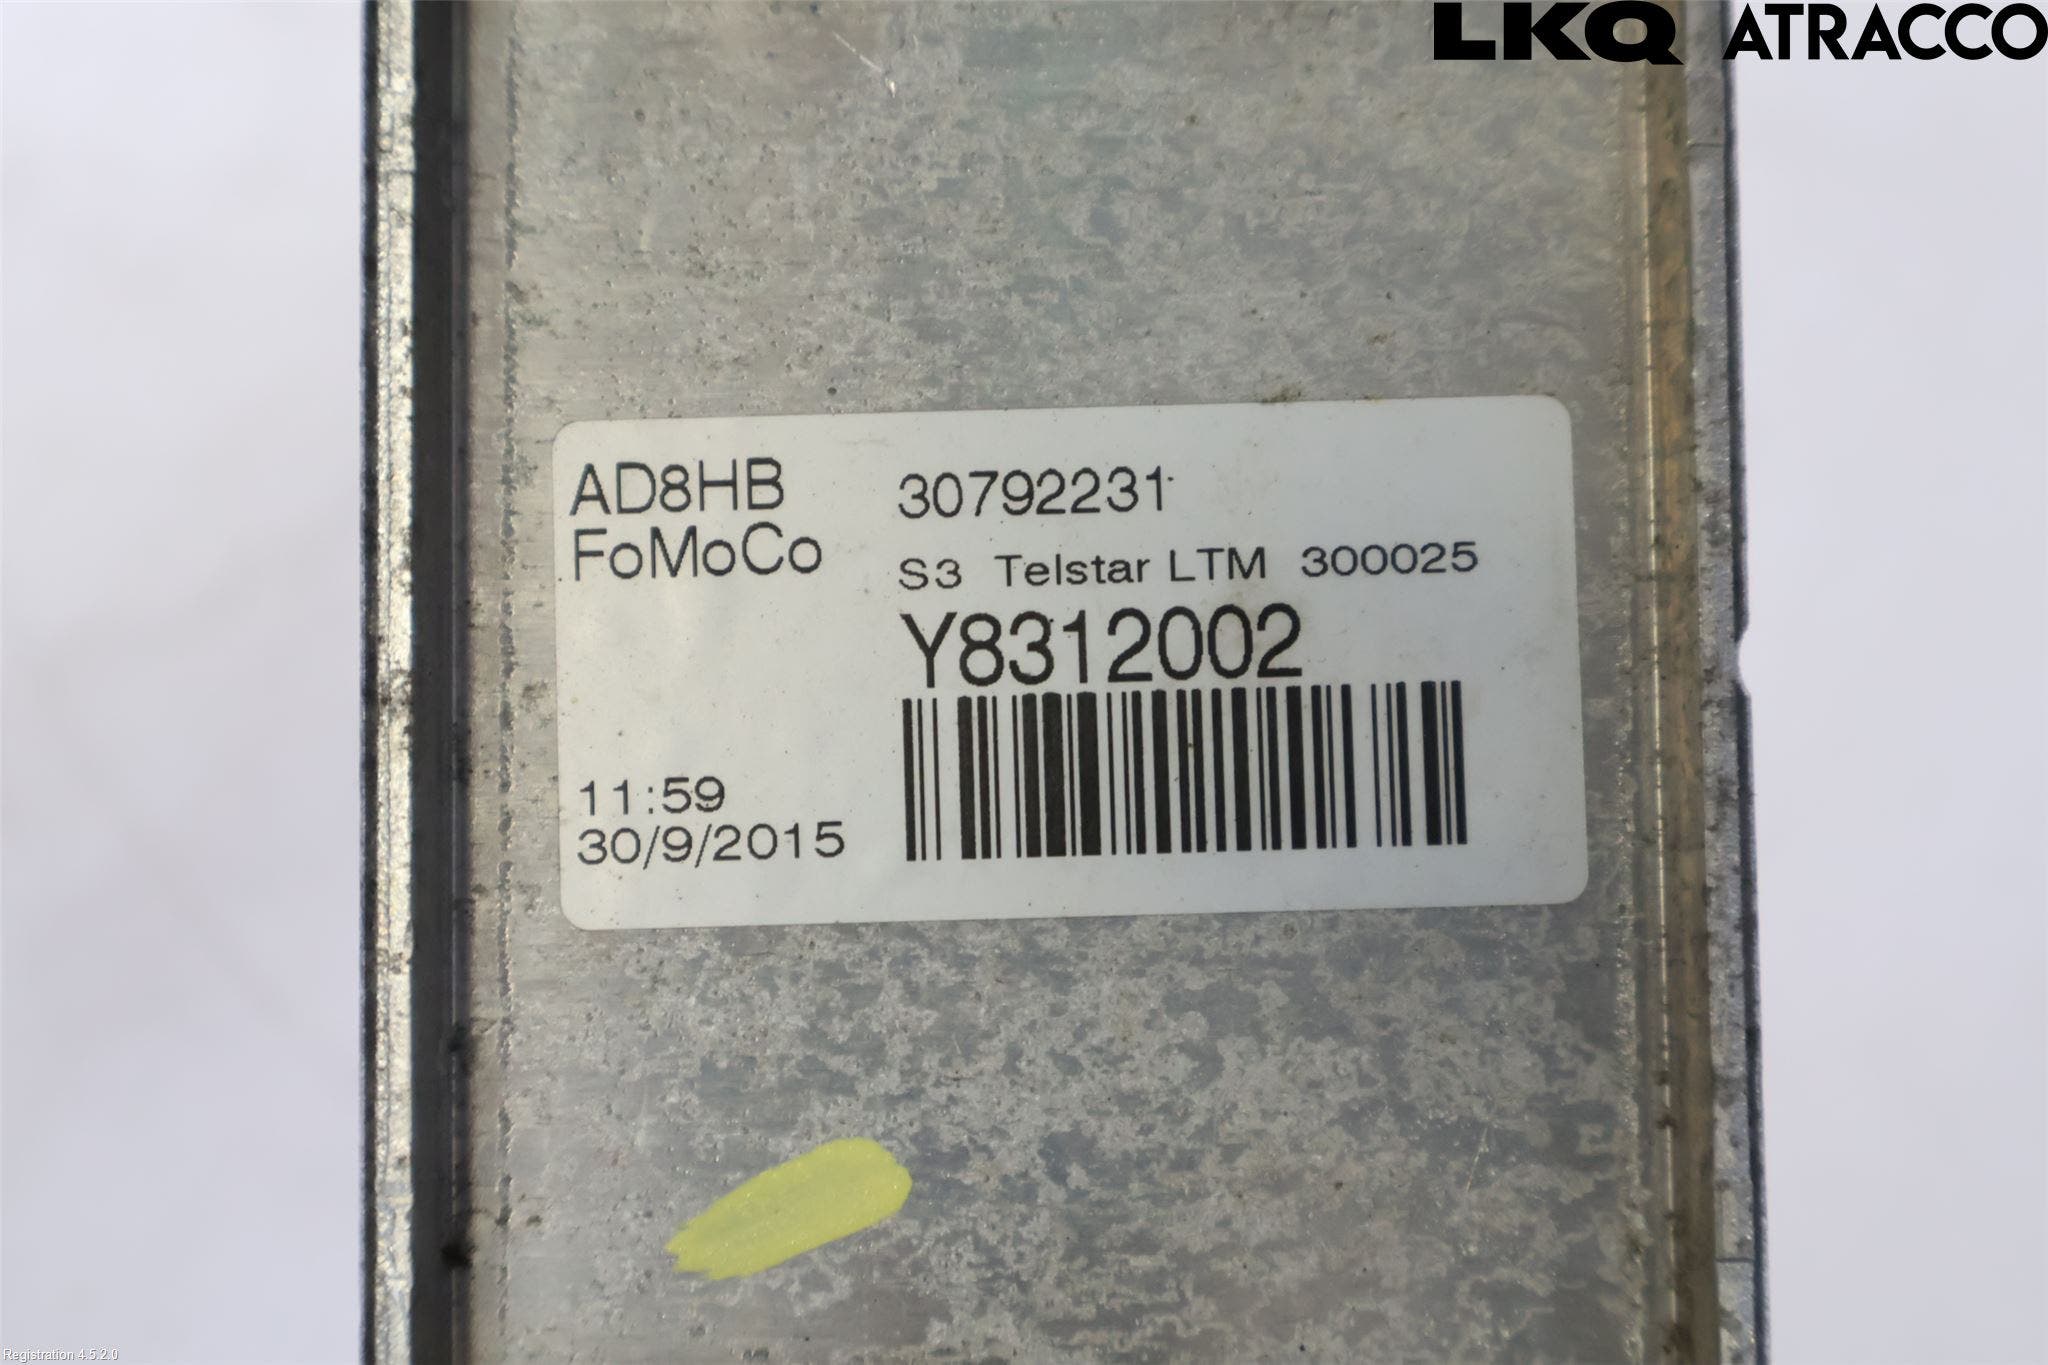 LKQ ATRACCO
AD8HB 30792231
FoMoCo
S3 Telstar LTM 300025
Y8312002
11:59
30/9/2015
Registration 4.5.2.0